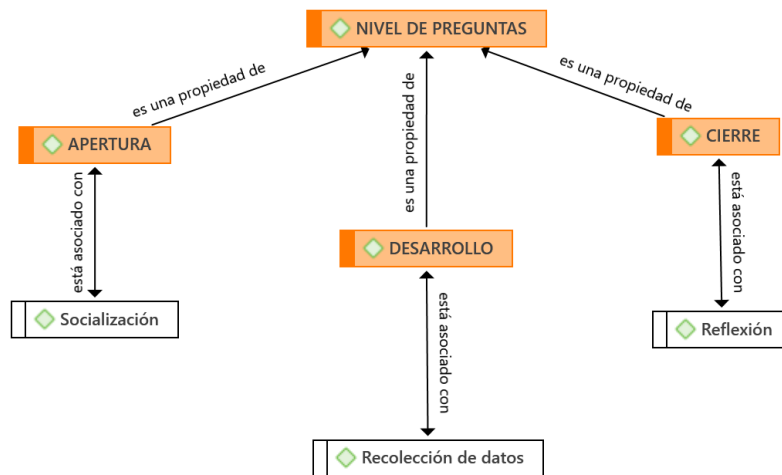 NIVEL DE PREGUNTAS
es una propiedad de
es una propiedad de
es una propiedad de
APERTURA
CIERRE
está asociado con
está asociado con
DESARROLLO
Socialización
está asociado con
Reflexión
Recolección de datos